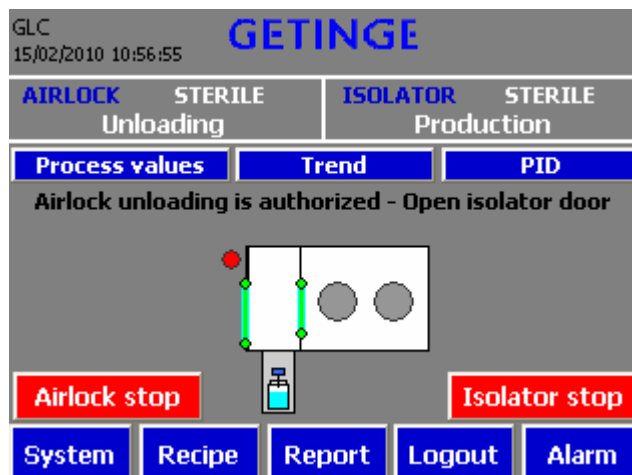 GLC
15/02/2010 10:56:55
GETINGE
AIRLOCK STERILE
Unloading
ISOLATOR STERILE
Production
Process values
Trend
PID
Airlock unloading is authorized - Open isolator door
Airlock stop
Isolator stop
System
Recipe
Report
Logout
Alarm